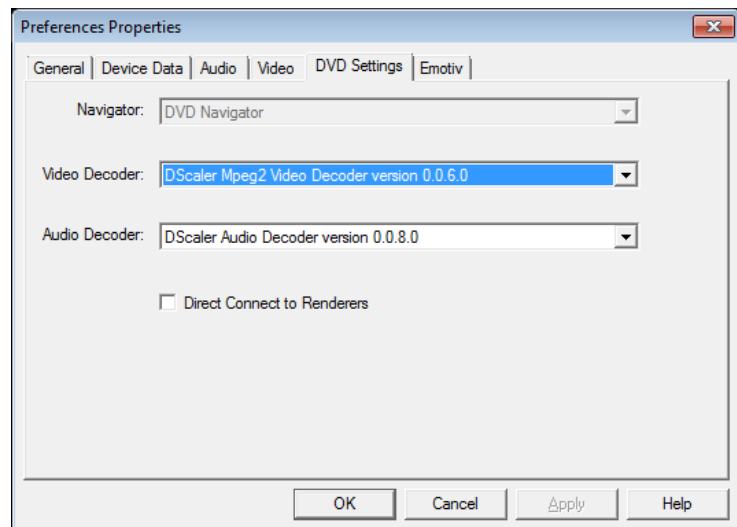 Preferences Properties
General Device Data Audio Video DVD Settings Emotiv
Navigator: DVD Navigator
Video Decoder: DScaler Mpeg2 Video Decoder version 0.0.6.0
Audio Decoder: DScaler Audio Decoder version 0.0.8.0
Direct Connect to Renderers
OK Cancel Apply Help